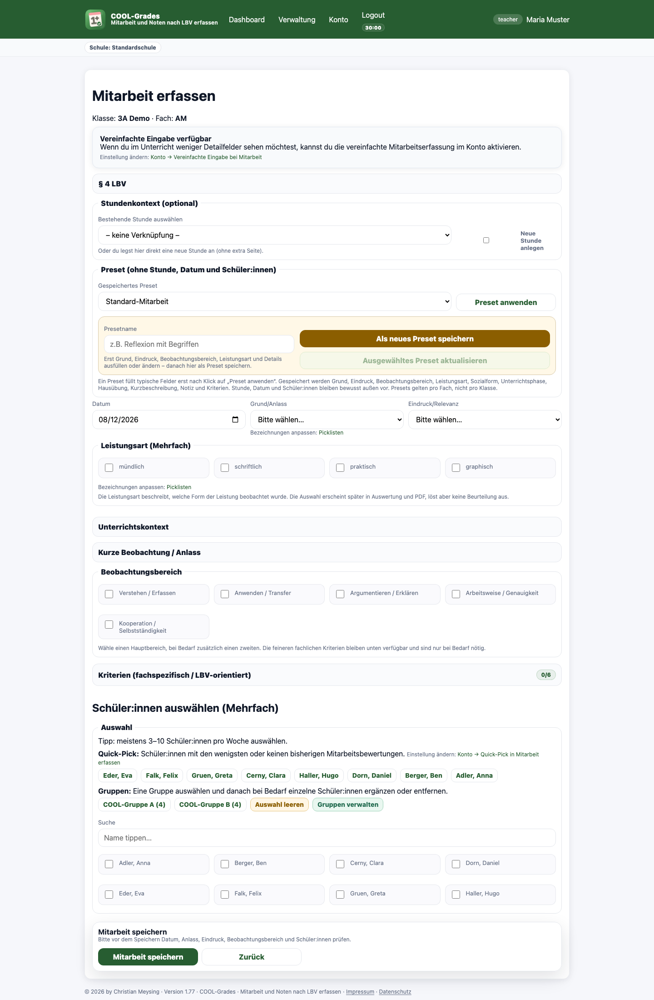 COOL-Grades
Mitarbeit und Noten nach LBV erfassen
Dashboard
Verwaltung
Konto
Logout
30:00
teacher
Maria Muster
Schule: Standardschule
Mitarbeit erfassen
Klasse: 3A Demo · Fach: AM
Vereinfachte Eingabe verfügbar
Wenn du im Unterricht weniger Detailfelder sehen möchtest, kannst du die vereinfachte Mitarbeitserfassung im Konto aktivieren.
Einstellung ändern: Konto → Vereinfachte Eingabe bei Mitarbeit
§ 4 LBV
Stundenkontext (optional)
Bestehende Stunde auswählen
– keine Verknüpfung –
Neue
Stunde
anlegen
Oder du legst hier direkt eine neue Stunde an (ohne extra Seite).
Preset (ohne Stunde, Datum und Schüler:innen)
Gespeichertes Preset
Standard-Mitarbeit
Preset anwenden
Presetname
z.B. Reflexion mit Begriffen
Erst Grund, Eindruck, Beobachtungsbereich, Leistungsart und Details
ausfüllen oder ändern – danach hier als Preset speichern.
Als neues Preset speichern
Ausgewähltes Preset aktualisieren
Ein Preset füllt typische Felder erst nach Klick auf „Preset anwenden“. Gespeichert werden Grund, Eindruck, Beobachtungsbereich, Leistungsart, Sozialform, Unterrichtsphase,
Hausübung, Kurzbeschreibung, Notiz und Kriterien. Stunde, Datum und Schüler:innen bleiben bewusst außen vor. Presets gelten pro Fach, nicht pro Klasse.
Datum
08/12/2026
Grund/Anlass
Bitte wählen...
Bezeichnungen anpassen: Picklisten
Eindruck/Relevanz
Bitte wählen...
Leistungsart (Mehrfach)
mündlich
schriftlich
praktisch
graphisch
Bezeichnungen anpassen: Picklisten
Die Leistungsart beschreibt, welche Form der Leistung beobachtet wurde. Die Auswahl erscheint später in Auswertung und PDF, löst aber keine Beurteilung aus.
Unterrichtskontext
Kurze Beobachtung / Anlass
Beobachtungsbereich
Verstehen / Erfassen
Anwenden / Transfer
Argumentieren / Erklären
Arbeitsweise / Genauigkeit
Kooperation /
Selbstständigkeit
Wähle einen Hauptbereich, bei Bedarf zusätzlich einen zweiten. Die feineren fachlichen Kriterien bleiben unten verfügbar und sind nur bei Bedarf nötig.
Kriterien (fachspezifisch / LBV-orientiert)
0/6
Schüler:innen auswählen (Mehrfach)
Auswahl
Tipp: meistens 3–10 Schüler:innen pro Woche auswählen.
Quick-Pick: Schüler:innen mit den wenigsten oder keinen bisherigen Mitarbeitsbewertungen. Einstellung ändern: Konto → Quick-Pick in Mitarbeit
erfassen
Eder, Eva
Falk, Felix
Gruen, Greta
Cerny, Clara
Haller, Hugo
Dorn, Daniel
Berger, Ben
Adler, Anna
Gruppen: Eine Gruppe auswählen und danach bei Bedarf einzelne Schüler:innen ergänzen oder entfernen.
COOL-Gruppe A (4)
COOL-Gruppe B (4)
Auswahl leeren
Gruppen verwalten
Suche
Name tippen...
Adler, Anna
Berger, Ben
Cerny, Clara
Dorn, Daniel
Eder, Eva
Falk, Felix
Gruen, Greta
Haller, Hugo
Mitarbeit speichern
Bitte vor dem Speichern Datum, Anlass, Eindruck, Beobachtungsbereich und Schüler:innen prüfen.
Mitarbeit speichern
Zurück
© 2026 by Christian Meysing · Version 1.77 · COOL-Grades · Mitarbeit und Noten nach LBV erfassen · Impressum · Datenschutz